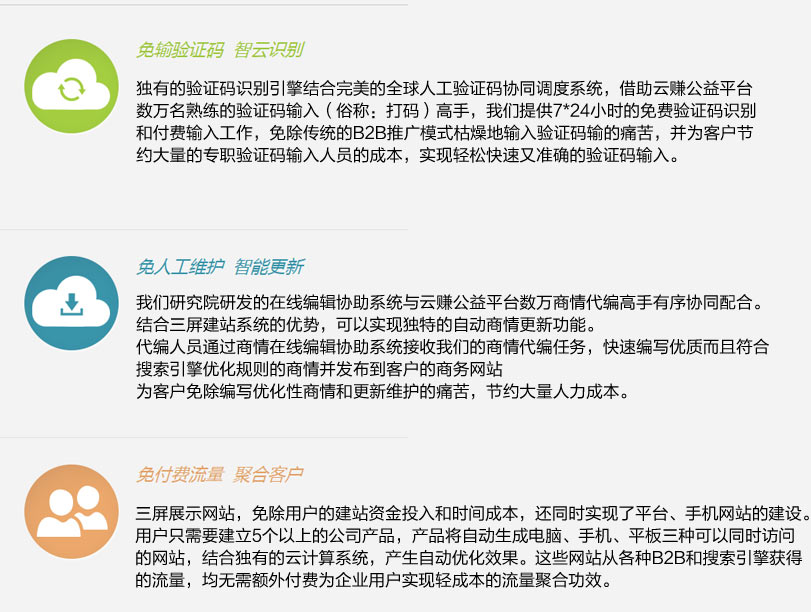 免输验证码 智云识别
独有的验证码识别引擎结合完美的全球人工验证码协同调度系统，借助云赚公益平台
数万名熟练的验证码输入（俗称：打码）高手，我们提供7*24小时的免费验证码识别
和付费输入工作，免除传统的B2B推广模式枯燥地输入验证码输的痛苦，并为客户节
约大量的专职验证码输入人员的成本，实现轻松快速又准确的验证码输入。
免人工维护 智能更新
我们研究院研发的在线编辑协助系统与云赚公益平台数万商情代编高手有序协同配合。
结合三屏建站系统的优势，可以实现独特的自动商情更新功能。
代编人员通过商情在线编辑协助系统接收我们的商情代编任务，快速编写优质而且符合
搜索引擎优化规则的商情并发布到客户的商务网站
为客户免除编写优化性商情和更新维护的痛苦，节约大量人力成本。
免付费流量 聚合客户
三屏展示网站，免除用户的建站资金投入和时间成本，还同时实现了平台、手机网站的建设。
用户只需要建立5个以上的公司产品，产品将自动生成电脑、手机、平板三种可以同时访问
的网站，结合独有的云计算系统，产生自动优化效果。这些网站从各种B2B和搜索引擎获得
的流量，均无需额外付费为企业用户实现轻成本的流量聚合功效。